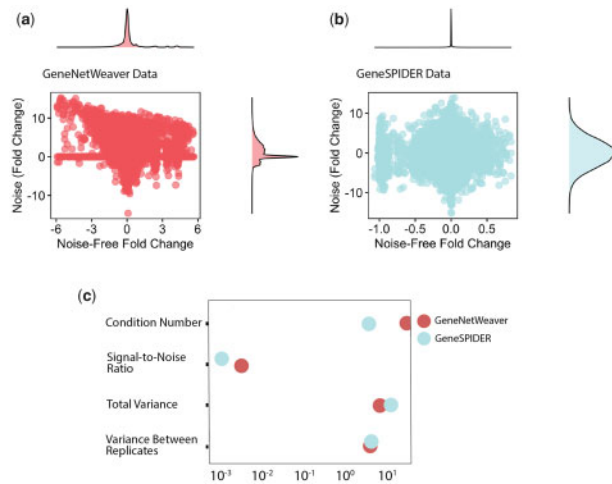 (a)
GeneNetWeaver Data
Noise (Fold Change)
10
0
-10
-6
-3
0
3
6
Noise-Free Fold Change
(b)
GeneSPIDER Data
Noise (Fold Change)
10
0
-10
-1.0
-0.5
0.0
0.5
Noise-Free Fold Change
(c)
Condition Number
Signal-to-Noise
Ratio
Total Variance
Variance Between
Replicates
10⁻³
10⁻²
10⁻¹
10⁰
10¹
GeneNetWeaver
GeneSPIDER